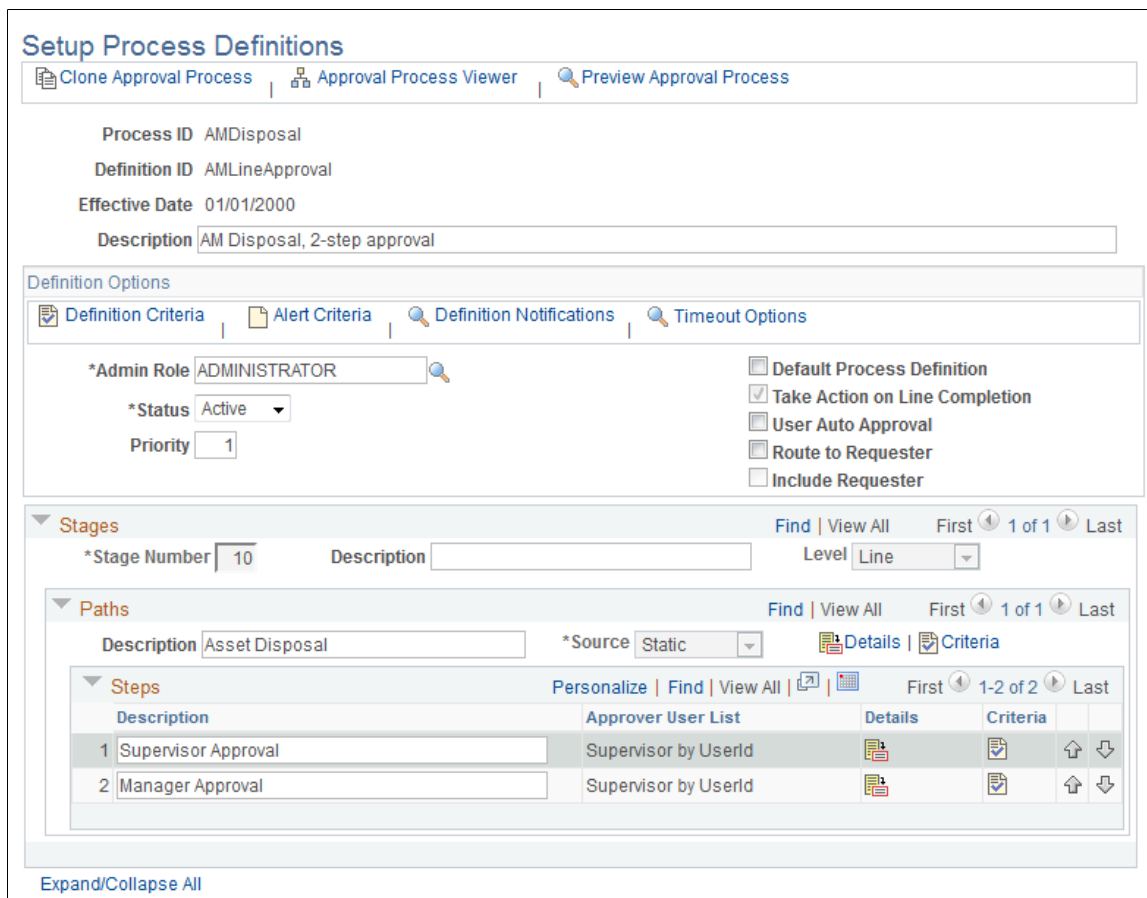 Setup Process Definitions
Clone Approval Process | Approval Process Viewer | Preview Approval Process
Process ID AMDisposal
Definition ID AMLineApproval
Effective Date 01/01/2000
Description AM Disposal, 2-step approval
Definition Options
Definition Criteria | Alert Criteria | Definition Notifications | Timeout Options
*Admin Role ADMINISTRATOR
*Status Active
Priority 1
Default Process Definition
Take Action on Line Completion
User Auto Approval
Route to Requester
Include Requester
Stages Find | View All First 1 of 1 Last
*Stage Number 10 Description Level Line
Paths Find | View All First 1 of 1 Last
Description Asset Disposal *Source Static Details | Criteria
Steps Personalize | Find | View All | | First 1-2 of 2 Last
Description Approver User List Details Criteria
1 Supervisor Approval Supervisor by UserId
2 Manager Approval Supervisor by UserId
Expand/Collapse All